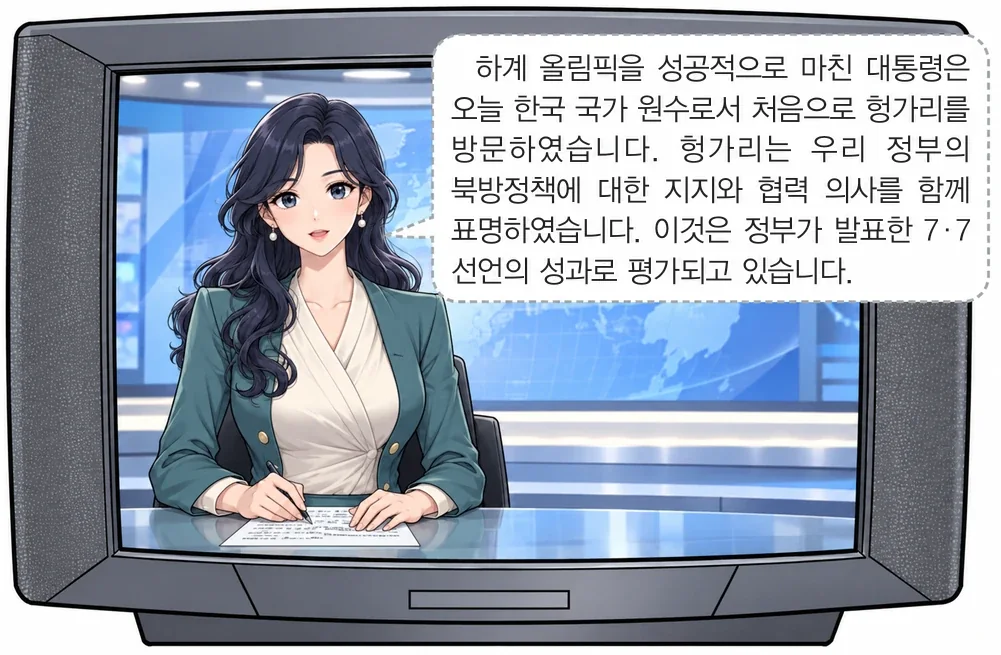 하계 올림픽을 성공적으로 마친 대통령은
오늘 한국 국가 원수로서 처음으로 헝가리를
방문하였습니다. 헝가리는 우리 정부의
북방정책에 대한 지지와 협력 의사를 함께
표명하였습니다. 이것은 정부가 발표한 7·7
선언의 성과로 평가되고 있습니다.